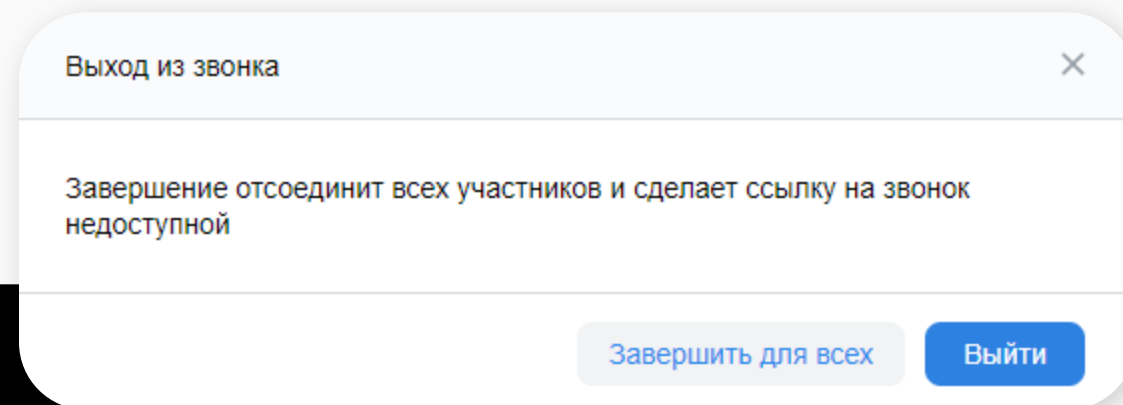 Выход из звонка
Завершение отсоединит всех участников и сделает ссылку на звонок
недоступной
Завершить для всех
Выйти